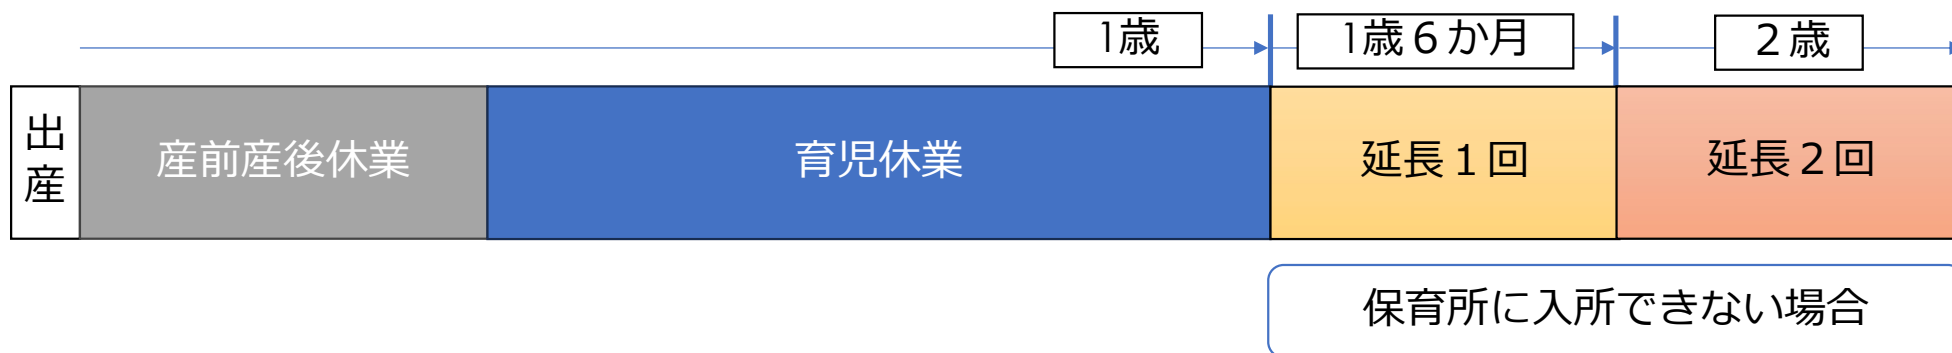 1歳
1歳６か月
２歳
出産
産前産後休業
育児休業
延長１回
延長２回
保育所に入所できない場合